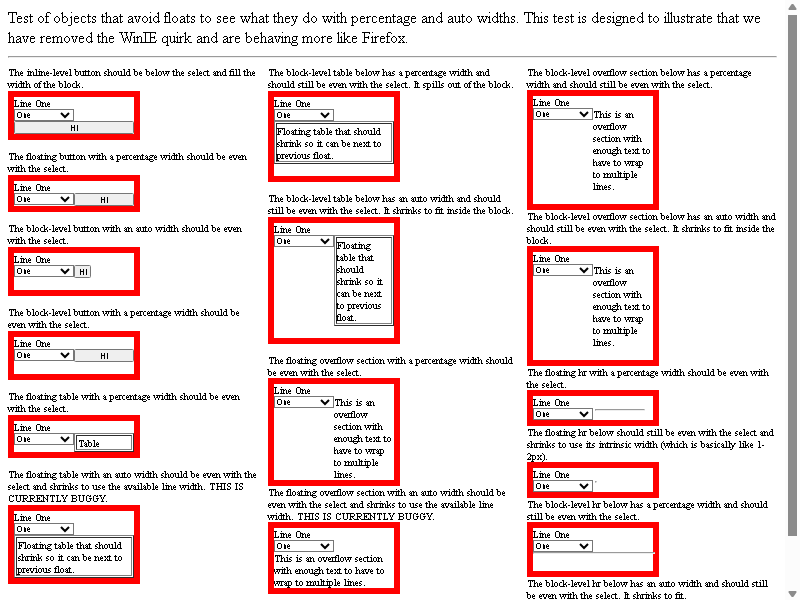 Test of objects that avoid floats to see what they do with percentage and auto widths. This test is designed to illustrate that we
have removed the WinIE quirk and are behaving more like Firefox.
The inline-level button should be below the select and fill the
width of the block.
Line One
One
HI
The floating button with a percentage width should be even
with the select.
Line One
One
HI
The block-level button with an auto width should be even
with the select.
Line One
One
HI
The block-level button with a percentage width should be
even with the select.
Line One
One
HI
The floating table with a percentage width should be even
with the select.
Line One
One
Table
The floating table with an auto width should be even with the
select and shrinks to use the available line width. THIS IS
CURRENTLY BUGGY.
Line One
One
Floating table that should
shrink so it can be next to
previous float.
The block-level table below has a percentage width and
should still be even with the select. It spills out of the block.
Line One
One
Floating table that should
shrink so it can be next to
previous float.
The block-level table below has an auto width and should
still be even with the select. It shrinks to fit inside the block.
Line One
One
Floating
table that
should
shrink so it
can be next
to previous
float.
The floating overflow section with a percentage width should
be even with the select.
Line One
One
This is an
overflow
section with
enough text to
have to wrap
to multiple
lines.
The floating overflow section with an auto width should be
even with the select and shrinks to use the available line
width. THIS IS CURRENTLY BUGGY.
Line One
One
This is an overflow section
with enough text to have to
wrap to multiple lines.
The block-level overflow section below has a percentage
width and should still be even with the select.
Line One
One
This is an
overflow
section with
enough text to
have to wrap
to multiple
lines.
The block-level overflow section below has an auto width and
should still be even with the select. It shrinks to fit inside the
block.
Line One
One
This is an
overflow
section with
enough text to
have to wrap
to multiple
lines.
The floating hr with a percentage width should be even with
the select.
Line One
One
The floating hr below should still be even with the select and
shrinks to use its intrinsic width (which is basically like 1-
2px).
Line One
One
The block-level hr below has a percentage width and should
still be even with the select.
Line One
One
The block-level hr below has an auto width and should still
be even with the select. It shrinks to fit.